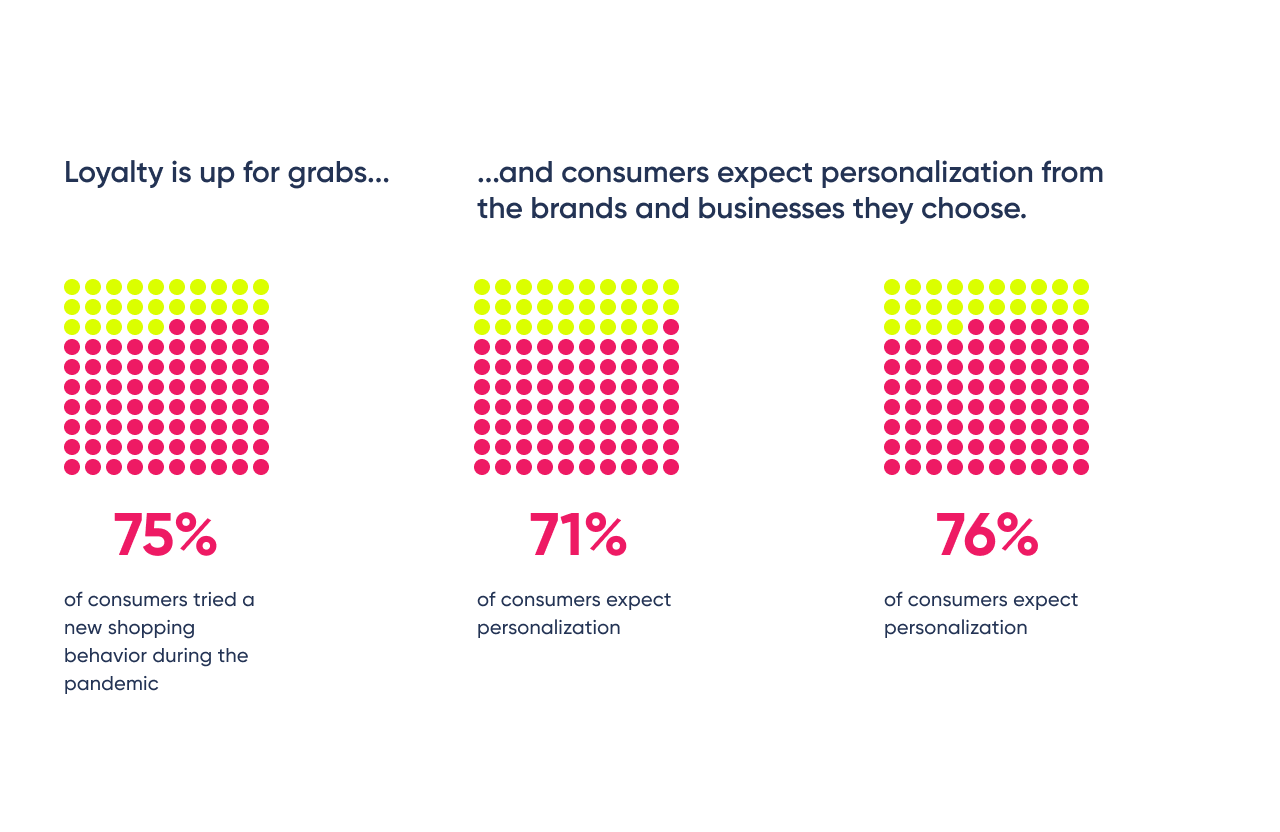 Loyalty is up for grabs...
...and consumers expect personalization from
the brands and businesses they choose.
75%
of consumers tried a
new shopping
behavior during the
pandemic
71%
of consumers expect
personalization
76%
of consumers expect
personalization